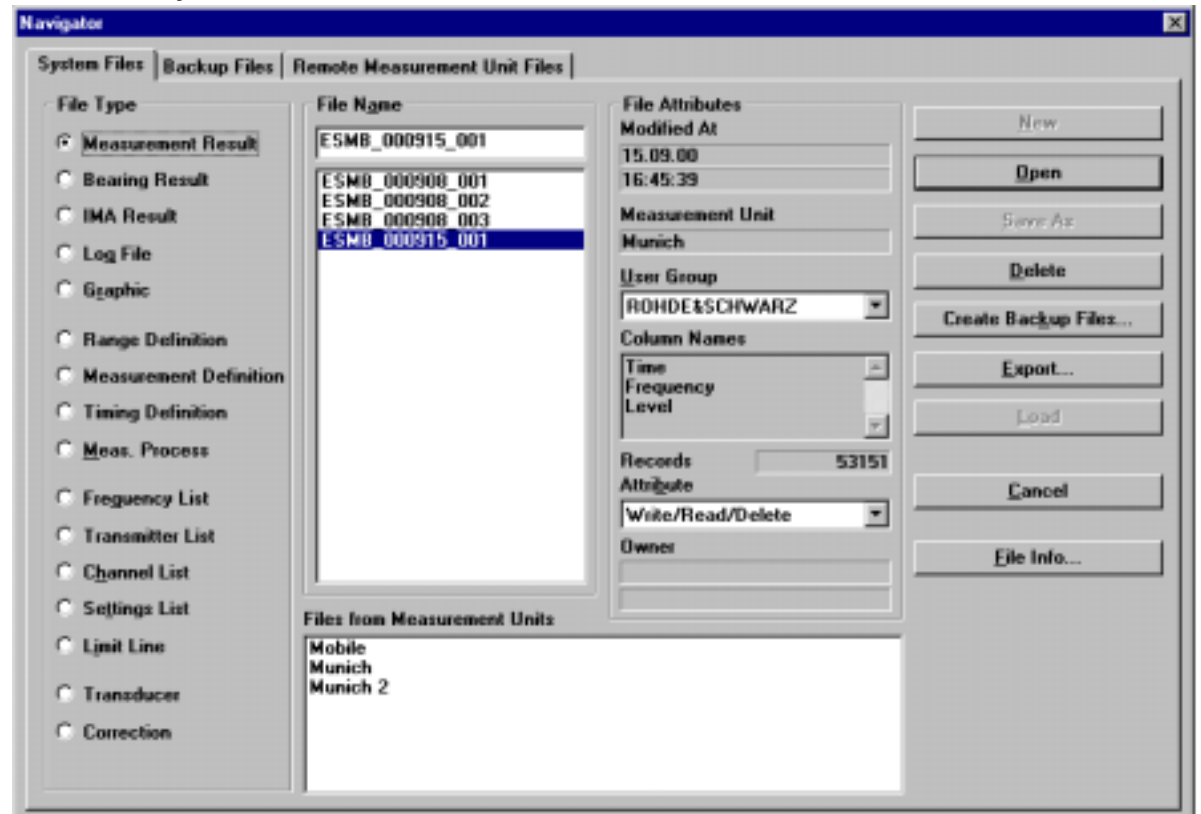 Navigator
System Files
Backup Files
Remote Measurement Unit Files
File Type
Measurement Result
Bearing Result
IMA Result
Log File
Graphic
Range Definition
Measurement Definition
Timing Definition
Meas. Process
Frequency List
Transmitter List
Channel List
Settings List
Limit Line
Transducer
Correction
File Name
ESMB_000915_001
ESMB_000908_001
ESMB_000908_002
ESMB_000908_003
ESMB_000915_001
File Attributes
Modified At
15.09.00
16:45:39
Measurement Unit
Munich
User Group
ROHDE&SCHWARZ
Column Names
Time
Frequency
Level
Records 53151
Attribute
Write/Read/Delete
Owner
Files from Measurement Units
Mobile
Munich
Munich 2
New
Open
Save As
Delete
Create Backup Files...
Export...
Load
Cancel
File Info...